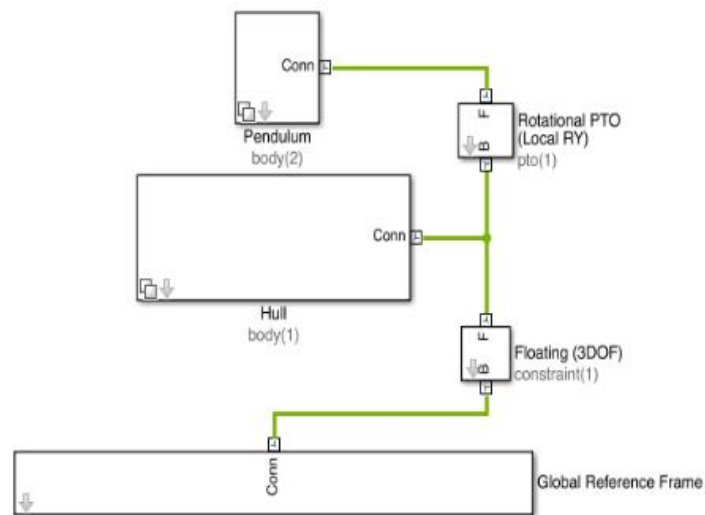 Conn
Pendulum
body(2)
F
B
Rotational PTO
(Local RY)
pto(1)
Conn
Hull
body(1)
F
B
Floating (3DOF)
constraint(1)
Conn
Global Reference Frame